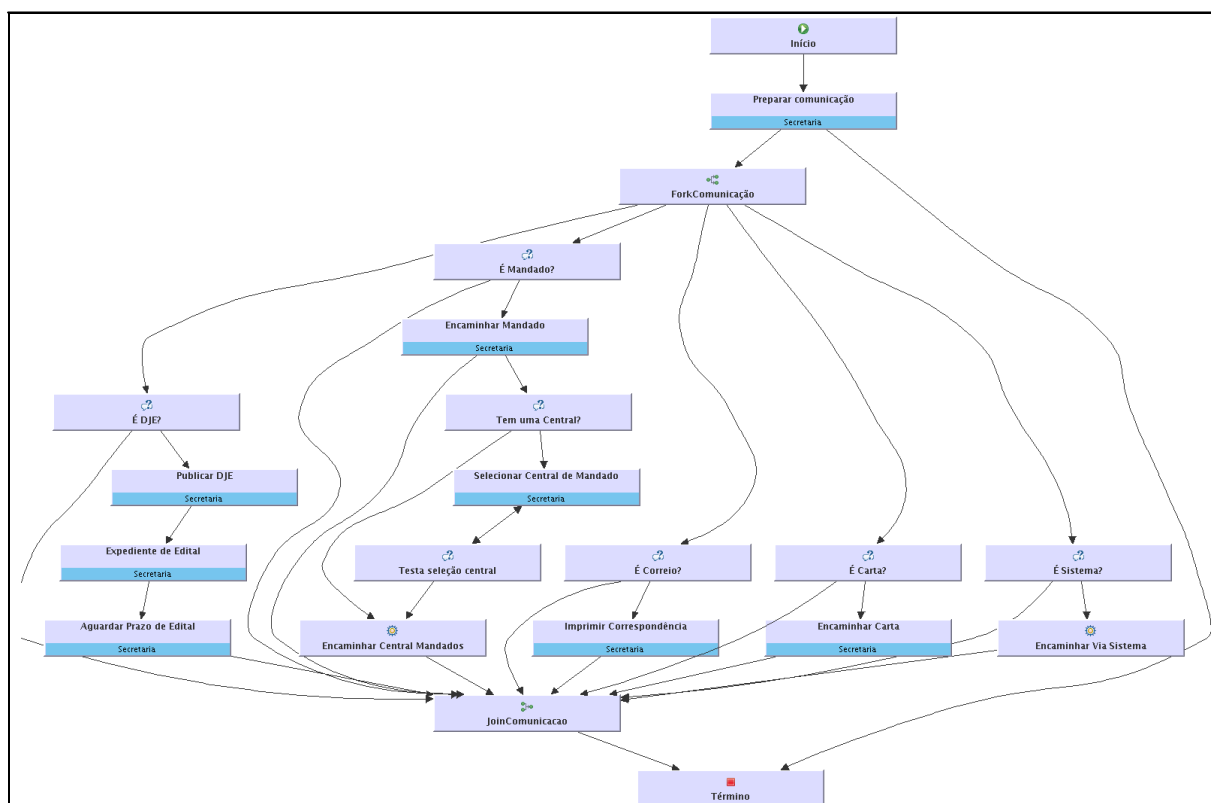 Início
Preparar comunicação
Secretaria
ForkComunicação
É Mandado?
Encaminhar Mandado
Secretaria
É DJE?
Tem uma Central?
Publicar DJE
Secretaria
Selecionar Central de Mandado
Secretaria
Expediente de Edital
Secretaria
Testa seleção central
É Correio?
É Carta?
É Sistema?
Aguardar Prazo de Edital
Secretaria
Encaminhar Central Mandados
Imprimir Correspondência
Secretaria
Encaminhar Carta
Secretaria
Encaminhar Via Sistema
JoinComunicacao
Término